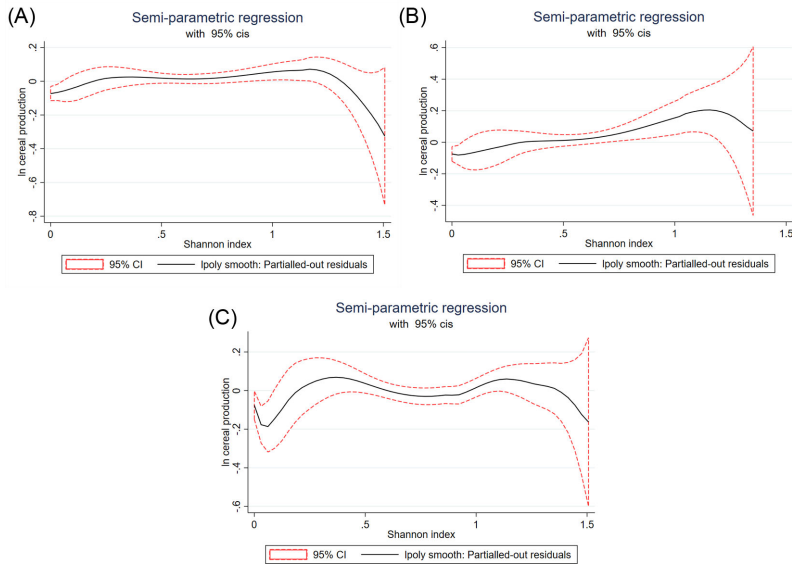 (A)
Semi-parametric regression
with 95% cis
ln cereal production
.2
0
-.2
-.4
-.6
-.8
0
.5
1
1.5
Shannon index
95% CI
lpoly smooth: Partialled-out residuals
(B)
Semi-parametric regression
with 95% cis
ln cereal production
.6
.4
.2
0
-.2
-.4
0
.5
1
1.5
Shannon index
95% CI
lpoly smooth: Partialled-out residuals
(C)
Semi-parametric regression
with 95% cis
ln cereal production
.2
0
-.2
-.4
-.6
0
.5
1
1.5
Shannon index
95% CI
lpoly smooth: Partialled-out residuals